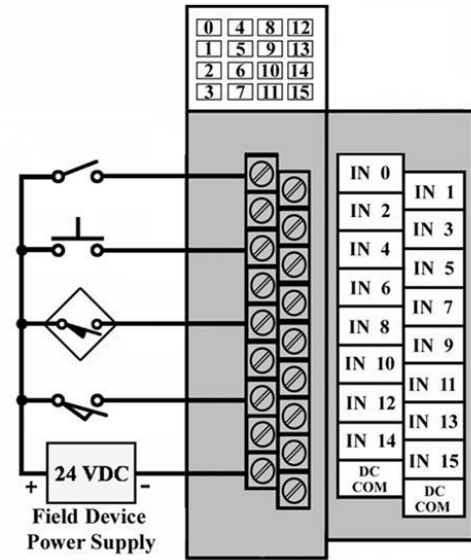 0 4 8 12
1 5 9 13
2 6 10 14
3 7 11 15
IN 0
IN 1
IN 2
IN 3
IN 4
IN 5
IN 6
IN 7
IN 8
IN 9
IN 10
IN 11
IN 12
IN 13
IN 14
IN 15
DC
COM
DC
COM
+ 24 VDC -
Field Device
Power Supply